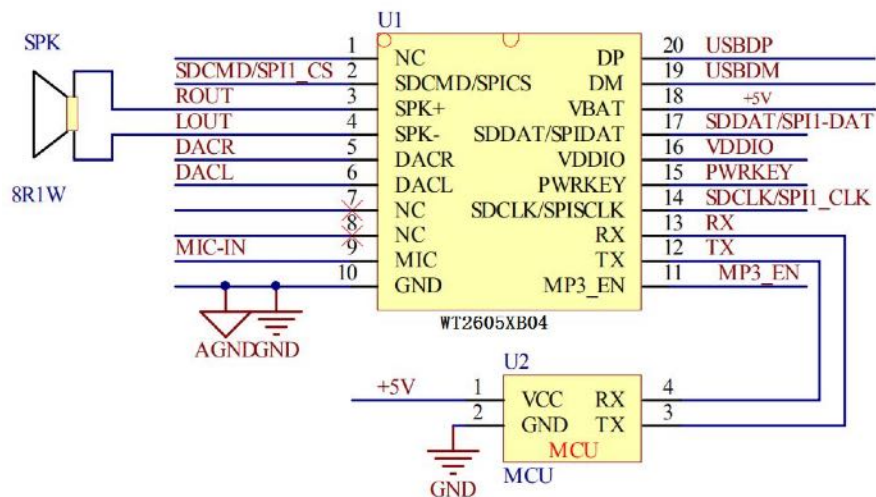 U1
SPK
1 NC DP 20 USBDP
SDCMD/SPI1_CS 2 SDCMD/SPICS DM 19 USBDM
ROUT 3 SPK+ VBAT 18 +5V
LOUT 4 SPK- SDDAT/SPIDAT 17 SDDAT/SPI1-DAT
DACR 5 DACR VDDIO 16 VDDIO
DACL 6 DACL PWRKEY 15 PWRKEY
8R1W
7 NC SDCLK/SPISCLK 14 SDCLK/SPI1_CLK
8 NC RX 13 RX
MIC-IN 9 MIC TX 12 TX
10 GND MP3_EN 11 MP3_EN
WT2605XB04
AGND GND
U2
+5V 1 VCC RX 4
2 GND TX 3
MCU
MCU
GND